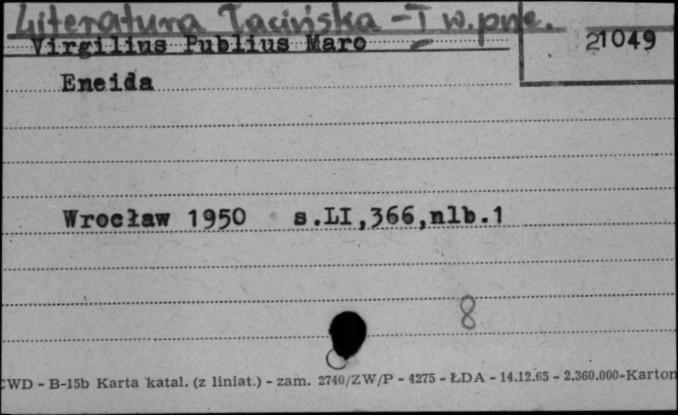 Literatura łacińska - I w. pne.
Virgilius Publius Maro
21049
Eneida
Wrocław 1950 s.LI,366,nlb.1
8
CWD - B-15b Karta katal. (z liniat.) - zam. 2740/ZW/P - 4275 - ŁDA - 14.12.65 - 2.360.000-Karton